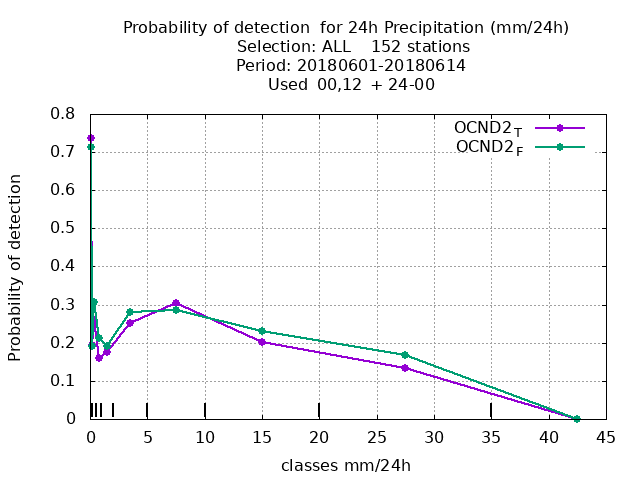 Probability of detection  for 24h Precipitation (mm/24h)
Selection: ALL    152 stations
Period: 20180601-20180614
Used  00,12  + 24-00
OCND2T
OCND2F
Probability of detection
0.8
0.7
0.6
0.5
0.4
0.3
0.2
0.1
0
0 5 10 15 20 25 30 35 40 45
classes mm/24h